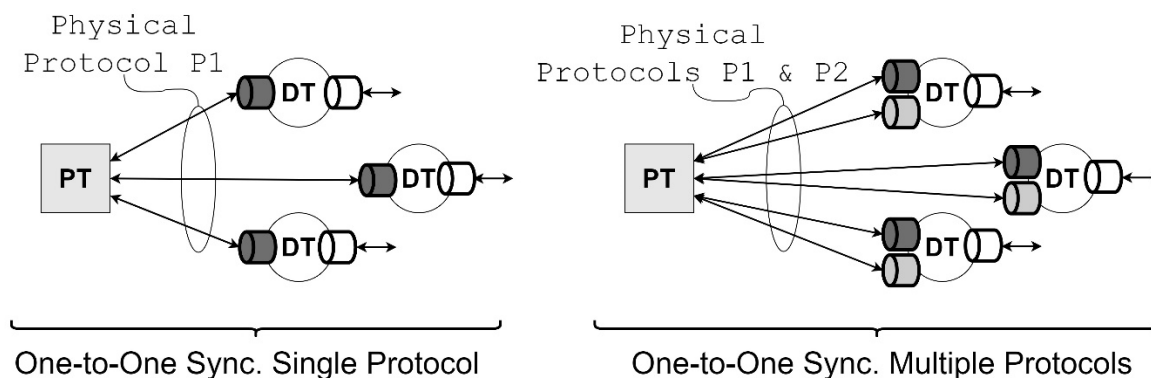 Physical
Protocol P1
DT
PT
DT
DT
One-to-One Sync. Single Protocol
Physical
Protocols P1 & P2
DT
PT
DT
DT
One-to-One Sync. Multiple Protocols